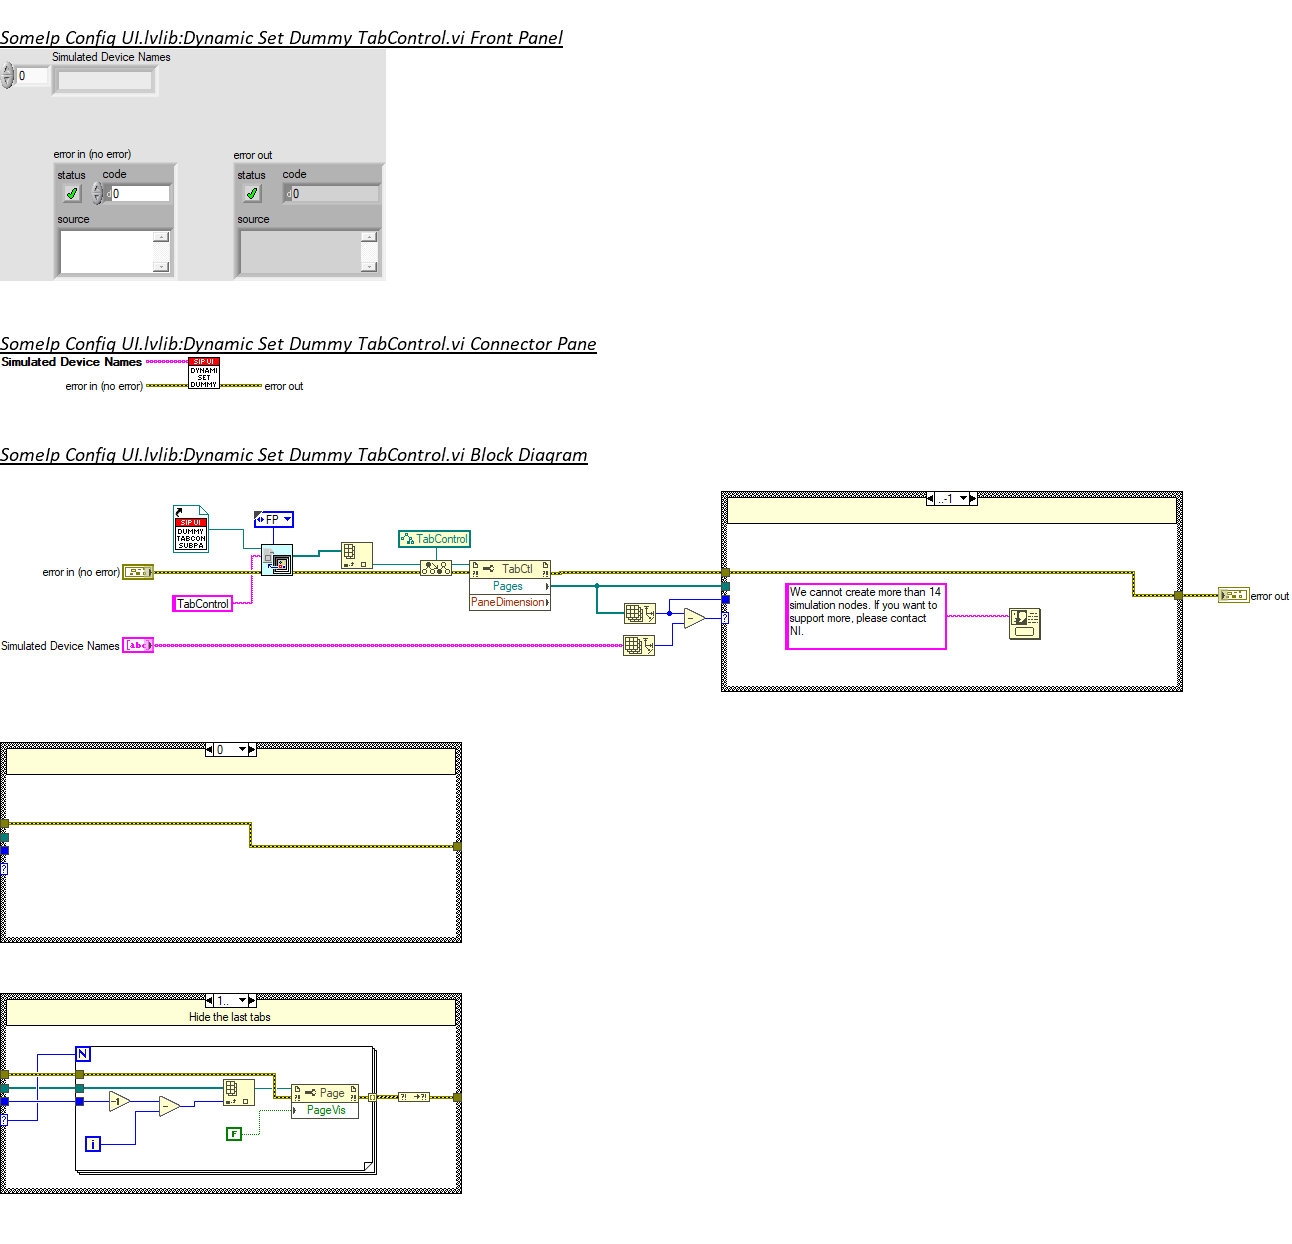 SomeIp Config UI.lvlib:Dynamic Set Dummy TabControl.vi Front Panel
Simulated Device Names
0
error in (no error)
error out
status code
status code
0
0
source
source
SomeIp Config UI.lvlib:Dynamic Set Dummy TabControl.vi Connector Pane
Simulated Device Names
SIP UI
DYNAMI
SET
DUMMY
error in (no error)
error out
SomeIp Config UI.lvlib:Dynamic Set Dummy TabControl.vi Block Diagram
..-1
SIP UI
DUMMY
TABCON
SUBPA
FP
TabControl
error in (no error)
TabCtl
Pages
PaneDimension
TabControl
Simulated Device Names
We cannot create more than 14
simulation nodes. If you want to
support more, please contact
NI.
error out
0
1..
Hide the last tabs
N
-1
i
Page
PageVis
F